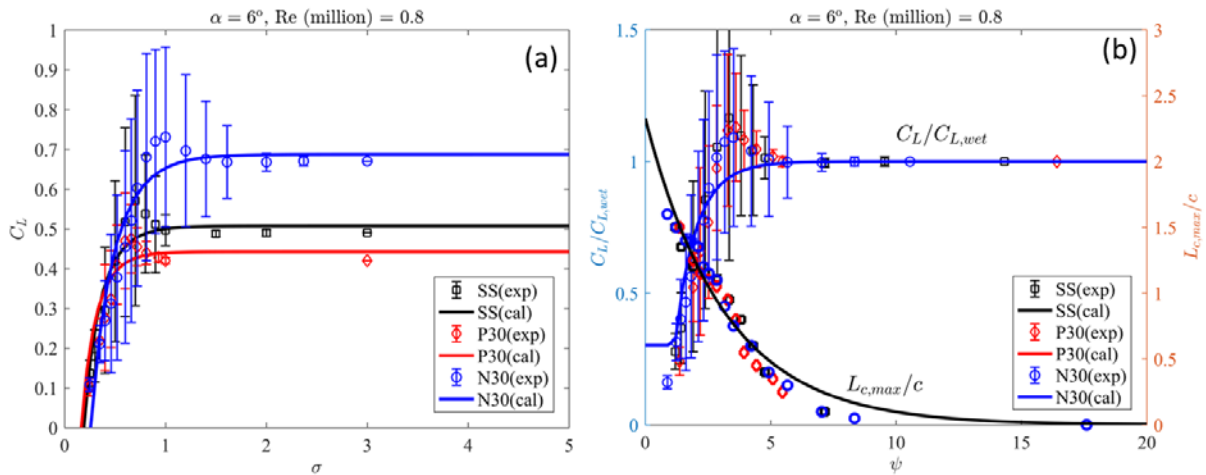 α = 6°, Re (million) = 0.8
(a)
C_L
1
0.9
0.8
0.7
0.6
0.5
0.4
0.3
0.2
0.1
0
0 1 2 3 4 5
σ
SS(exp)
SS(cal)
P30(exp)
P30(cal)
N30(exp)
N30(cal)
α = 6°, Re (million) = 0.8
(b)
C_L/C_{L,wet}
1.5
1
0.5
0
C_L/C_{L,wet}
L_{c,max}/c
3
2.5
2
1.5
1
0.5
0
L_{c,max}/c
0 5 10 15 20
ψ
SS(exp)
SS(cal)
P30(exp)
P30(cal)
N30(exp)
N30(cal)